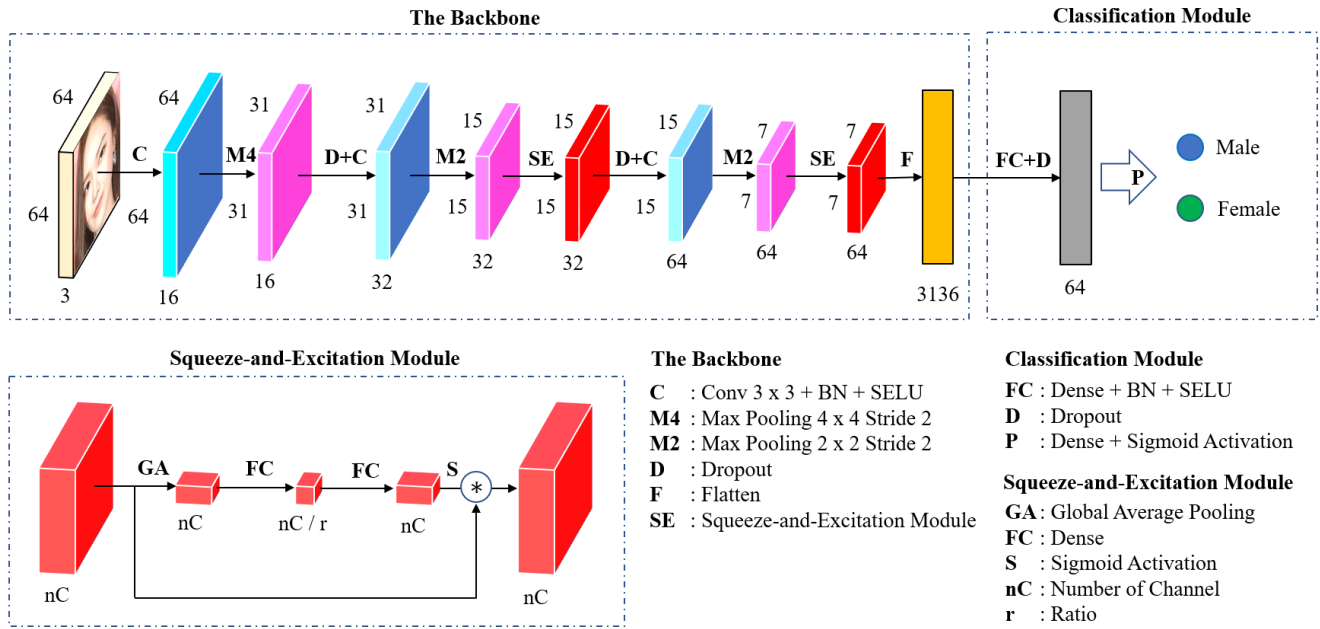 The Backbone
Classification Module
64 64 31 31 15 15 15 7 7
C M4 D+C M2 SE D+C M2 SE F FC+D P
Male
Female
64 64 31 31 15 15 15 7 7
3 16 16 32 32 32 64 64 64 3136 64
Squeeze-and-Excitation Module
GA FC FC S *
nC nC / r nC
nC nC
The Backbone
C : Conv 3 x 3 + BN + SELU
M4 : Max Pooling 4 x 4 Stride 2
M2 : Max Pooling 2 x 2 Stride 2
D : Dropout
F : Flatten
SE : Squeeze-and-Excitation Module
Classification Module
FC : Dense + BN + SELU
D : Dropout
P : Dense + Sigmoid Activation
Squeeze-and-Excitation Module
GA : Global Average Pooling
FC : Dense
S : Sigmoid Activation
nC : Number of Channel
r : Ratio